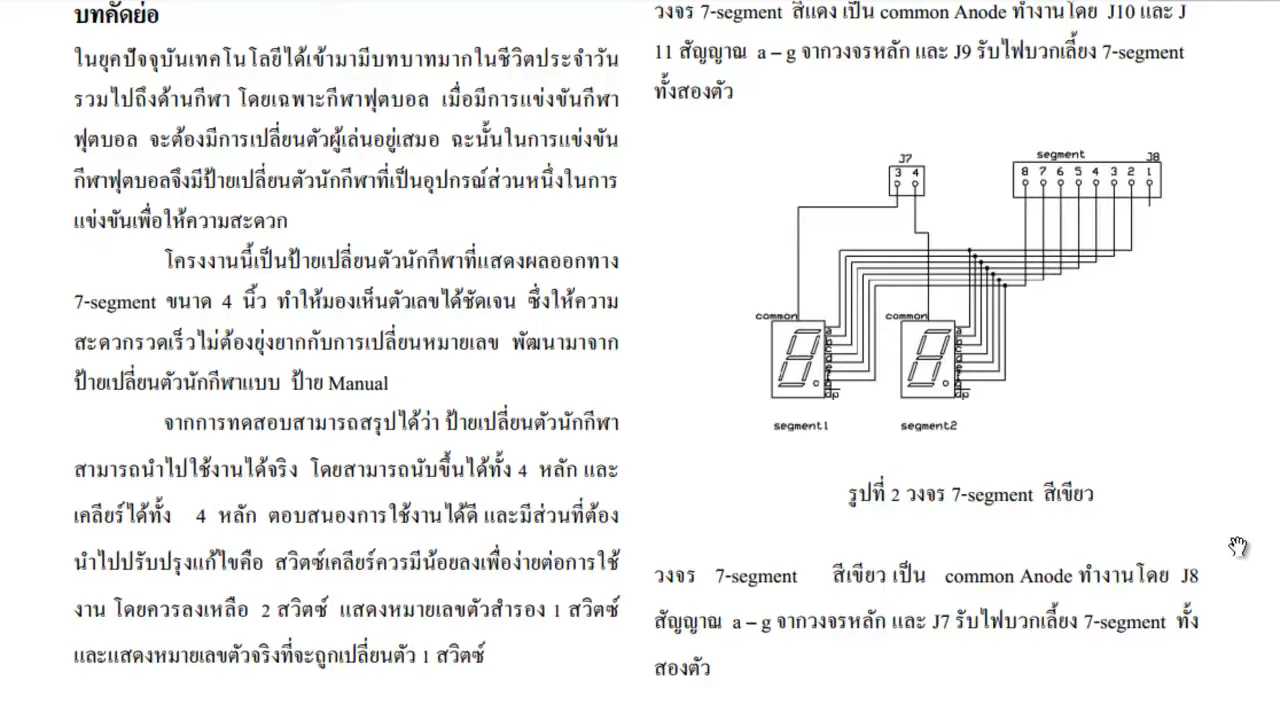 บทคัดย่อ
ในยุคปัจจุบันเทคโนโลยีได้เข้ามามีบทบาทมากในชีวิตประจำวัน
รวมไปถึงด้านกีฬา โดยเฉพาะกีฬาฟุตบอล เมื่อมีการแข่งขันกีฬา
ฟุตบอล จะต้องมีการเปลี่ยนตัวผู้เล่นอยู่เสมอ ฉะนั้นในการแข่งขัน
กีฬาฟุตบอลจึงมีป้ายเปลี่ยนตัวนักกีฬาที่เป็นอุปกรณ์ส่วนหนึ่งในการ
แข่งขันเพื่อให้ความสะดวก
โครงงานนี้เป็นป้ายเปลี่ยนตัวนักกีฬาที่แสดงผลออกทาง
7-segment ขนาด 4 นิ้ว ทำให้มองเห็นตัวเลขได้ชัดเจน ซึ่งให้ความ
สะดวกรวดเร็วไม่ต้องยุ่งยากกับการเปลี่ยนหมายเลข พัฒนามาจาก
ป้ายเปลี่ยนตัวนักกีฬาแบบ ป้าย Manual
จากการทดสอบสามารถสรุปได้ว่า ป้ายเปลี่ยนตัวนักกีฬา
สามารถนำไปใช้งานได้จริง โดยสามารถนับขึ้นได้ทั้ง 4 หลัก และ
เคลียร์ได้ทั้ง 4 หลัก ตอบสนองการใช้งานได้ดี และมีส่วนที่ต้อง
นำไปปรับปรุงแก้ไขคือ สวิตซ์เคลียร์ควรมีน้อยลงเพื่อง่ายต่อการใช้
งาน โดยควรลงเหลือ 2 สวิตซ์ แสดงหมายเลขตัวสำรอง 1 สวิตซ์
และแสดงหมายเลขตัวจริงที่จะถูกเปลี่ยนตัว 1 สวิตซ์
วงจร 7-segment สีแดง เป็น common Anode ทำงานโดย J10 และ J
11 สัญญาณ a – g จากวงจรหลัก และ J9 รับไฟบวกเลี้ยง 7-segment
ทั้งสองตัว
J7
3 4
segment J8
8 7 6 5 4 3 2 1
common common
a b c d e f g dp
a b c d e f g dp
segment1 segment2
รูปที่ 2 วงจร 7-segment สีเขียว
วงจร 7-segment สีเขียว เป็น common Anode ทำงานโดย J8
สัญญาณ a – g จากวงจรหลัก และ J7 รับไฟบวกเลี้ยง 7-segment ทั้ง
สองตัว